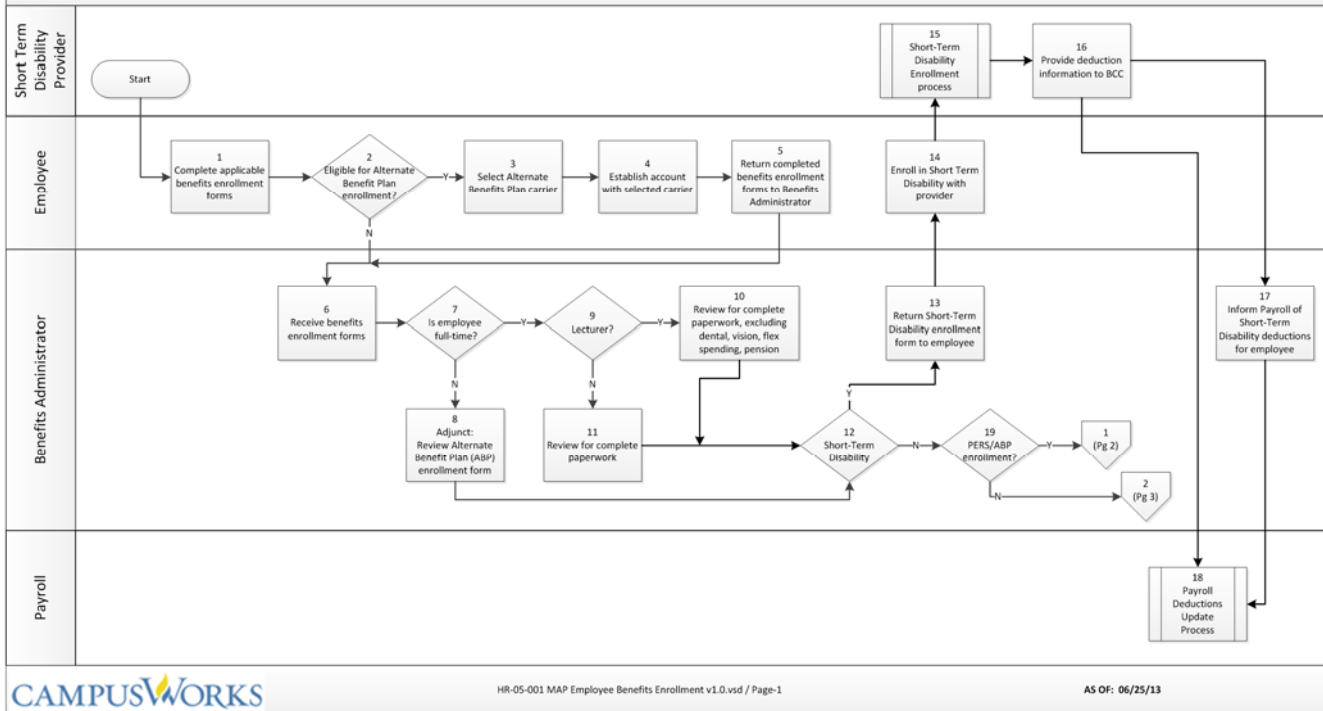 Short Term
Disability
Provider
Start
15
Short-Term
Disability
Enrollment
process
16
Provide deduction
information to BCC
Employee
1
Complete applicable
benefits enrollment
forms
2
Eligible for Alternate
Benefit Plan
enrollment?
Y
N
3
Select Alternate
Benefits Plan carrier
4
Establish account
with selected carrier
5
Return completed
benefits enrollment
forms to Benefits
Administrator
14
Enroll in Short Term
Disability with
provider
Benefits Administrator
6
Receive benefits
enrollment forms
7
Is employee
full-time?
Y
N
9
Lecturer?
Y
N
10
Review for complete
paperwork, excluding
dental, vision, flex
spending, pension
13
Return Short-Term
Disability enrollment
form to employee
17
Inform Payroll of
Short-Term
Disability deductions
for employee
8
Adjunct:
Review Alternate
Benefit Plan (ABP)
enrollment form
11
Review for complete
paperwork
Y
12
Short-Term
Disability
N
19
PERS/ABP
enrollment?
Y
N
1
(Pg 2)
2
(Pg 3)
Payroll
18
Payroll
Deductions
Update
Process
CAMPUSWORKS
HR-05-001 MAP Employee Benefits Enrollment v1.0.vsd / Page-1
AS OF: 06/25/13